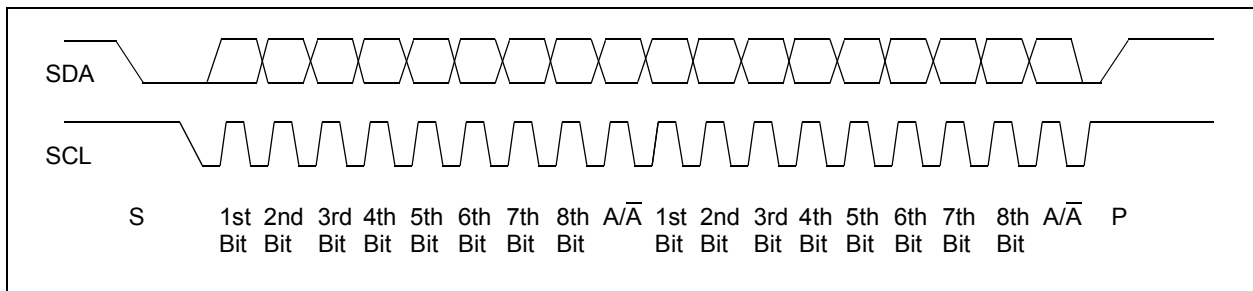 SDA
SCL
S 1st 2nd 3rd 4th 5th 6th 7th 8th A/A̅ 1st 2nd 3rd 4th 5th 6th 7th 8th A/A̅ P
Bit Bit Bit Bit Bit Bit Bit Bit Bit Bit Bit Bit Bit Bit Bit Bit